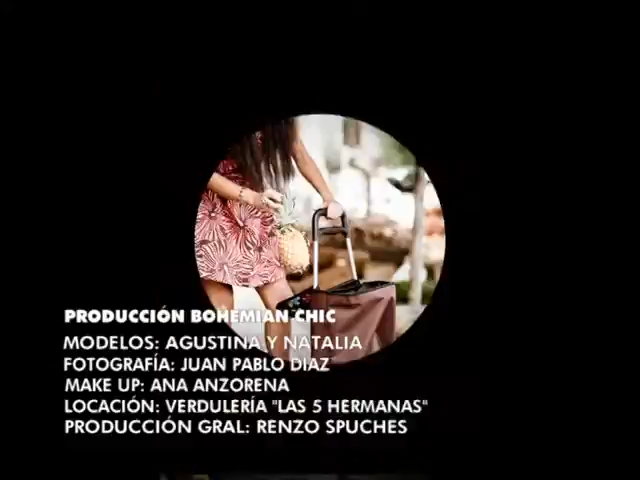 PRODUCCIÓN BOHEMIAN CHIC
MODELOS: AGUSTINA Y NATALIA
FOTOGRAFÍA: JUAN PABLO DIAZ
MAKE UP: ANA ANZORENA
LOCACIÓN: VERDULERÍA "LAS 5 HERMANAS"
PRODUCCIÓN GRAL: RENZO SPUCHES